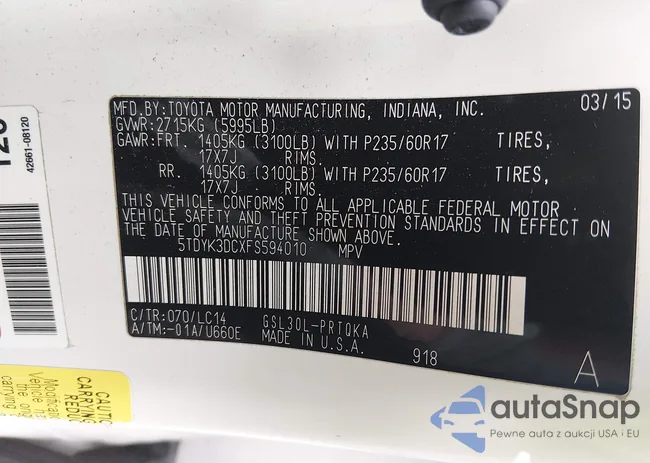 MFD.BY:TOYOTA MOTOR MANUFACTURING, INDIANA, INC. 03/15
GVWR:2715KG (5995LB)
GAWR:FRT. 1405KG (3100LB) WITH P235/60R17 TIRES,
17X7J RIMS.
RR. 1405KG (3100LB) WITH P235/60R17 TIRES,
17X7J RIMS.
THIS VEHICLE CONFORMS TO ALL APPLICABLE FEDERAL MOTOR
VEHICLE SAFETY AND THEFT PREVENTION STANDARDS IN EFFECT ON
THE DATE OF MANUFACTURE SHOWN ABOVE.
5TDYK3DCXFS594010 MPV
C/TR:070/LC14 GSL30L-PRTQKA
A/TM:-01A/U660E MADE IN U.S.A. 918 A
42661-08120
CARRYING
Vehicle
autaSnap
Pewne auta z aukcji USA i EU